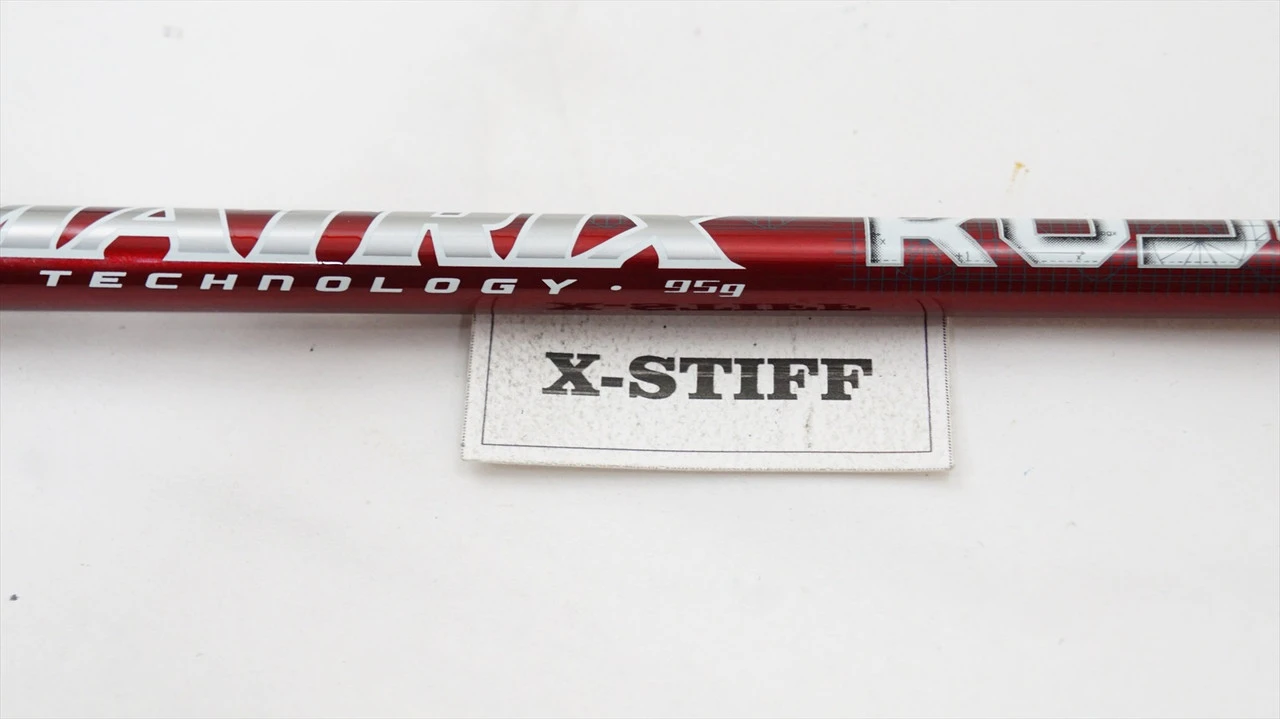 MATRIX
TECHNOLOGY · 95g
X-STIFF